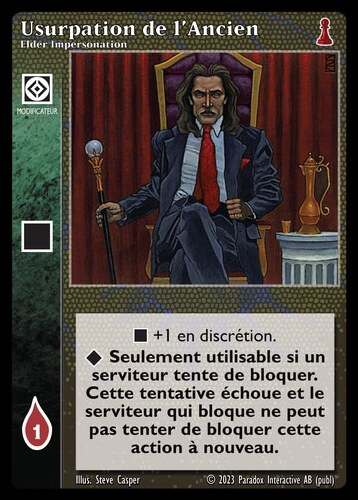 Usurpation de l'Ancien
Elder Impersonation
MODIFICATEUR
+1 en discrétion.
Seulement utilisable si un
serviteur tente de bloquer.
Cette tentative échoue et le
serviteur qui bloque ne peut
pas tenter de bloquer cette
action à nouveau.
1
Illus. Steve Casper
© 2023 Paradox Interactive AB (publ)